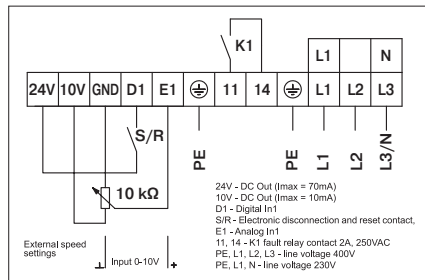 K1
L1 N
24V 10V GND D1 E1 11 14 L1 L2 L3
S/R
PE PE L1 L2 L3/N
10 kΩ
24V - DC Out (Imax = 70mA)
10V - DC Out (Imax = 10mA)
D1 - Digital In1
S/R - Electronic disconnection and reset contact,
E1 - Analog In1
11, 14 - K1 fault relay contact 2A, 250VAC
PE, L1, L2, L3 - line voltage 400V
PE, L1, N - line voltage 230V
External speed
settings
⊥ Input 0-10V +